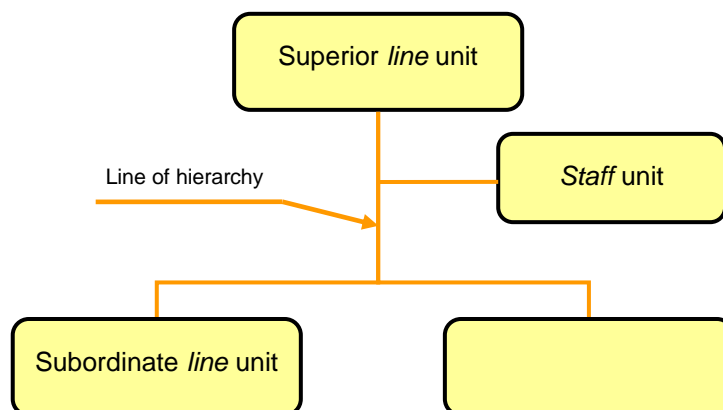 Superior line unit
Line of hierarchy
Staff unit
Subordinate line unit